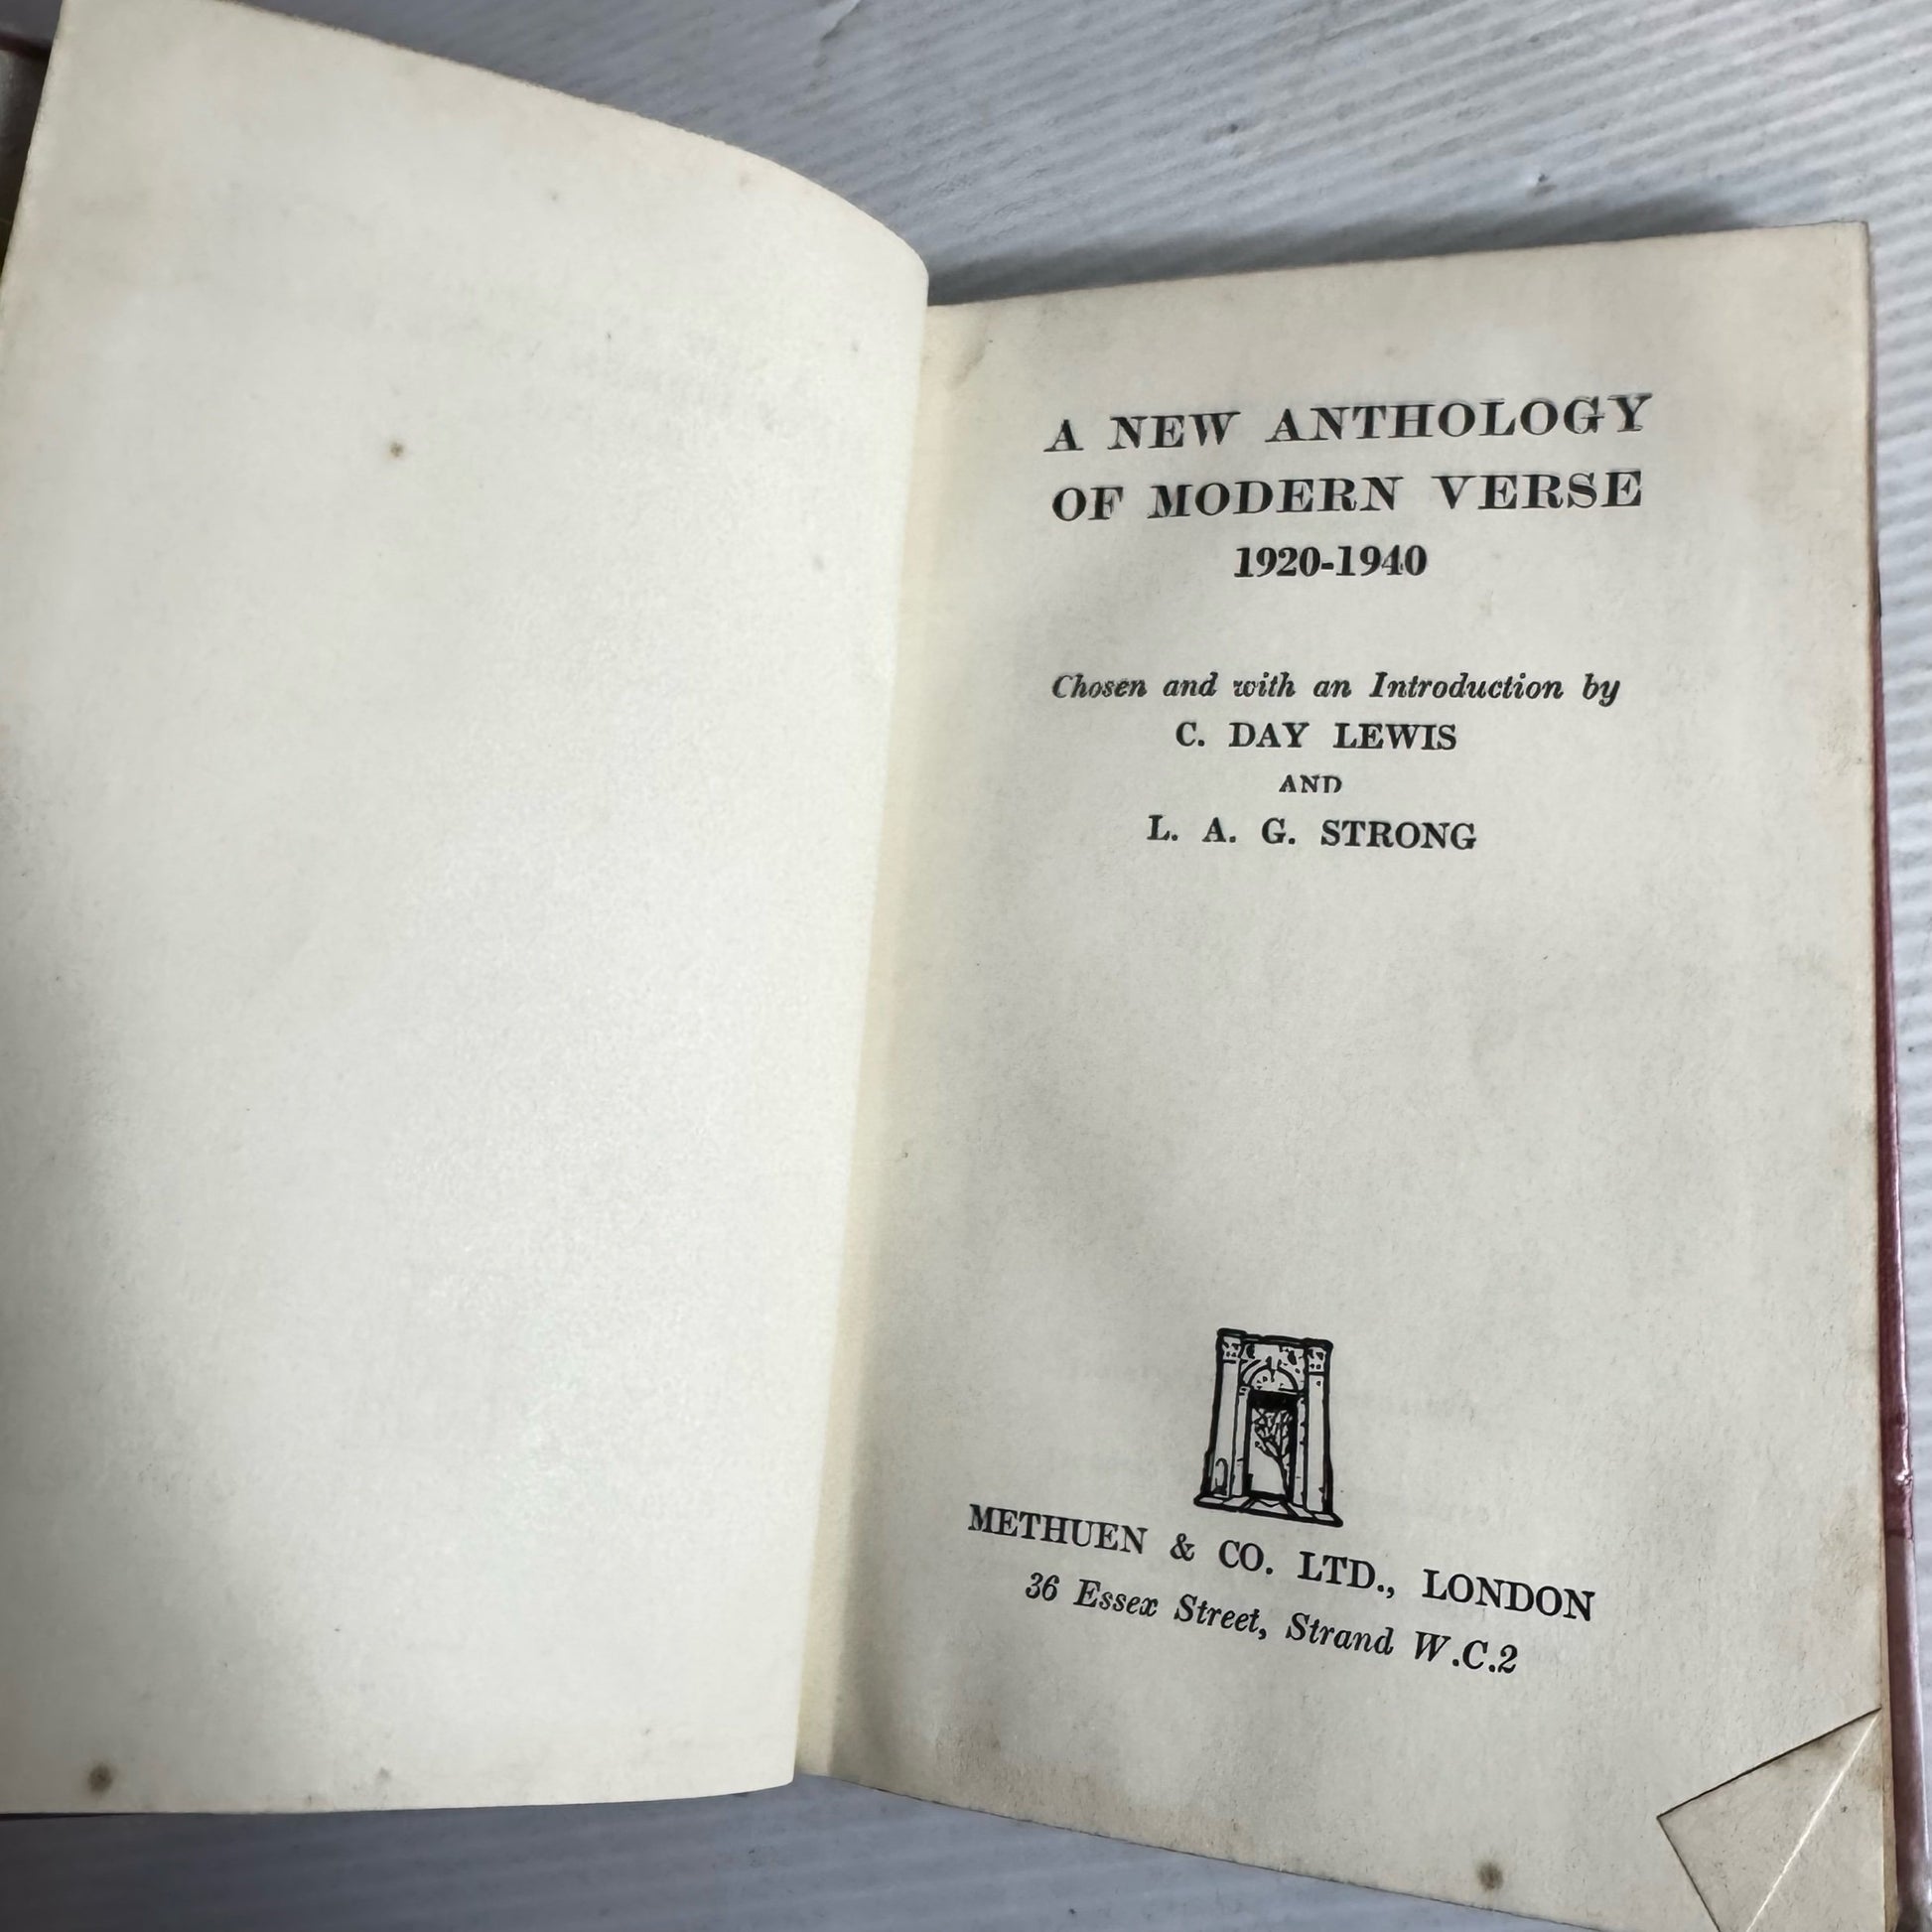 A NEW ANTHOLOGY
OF MODERN VERSE
1920-1940
Chosen and with an Introduction by
C. DAY LEWIS
AND
L. A. G. STRONG
METHUEN & CO. LTD., LONDON
36 Essex Street, Strand W.C.2